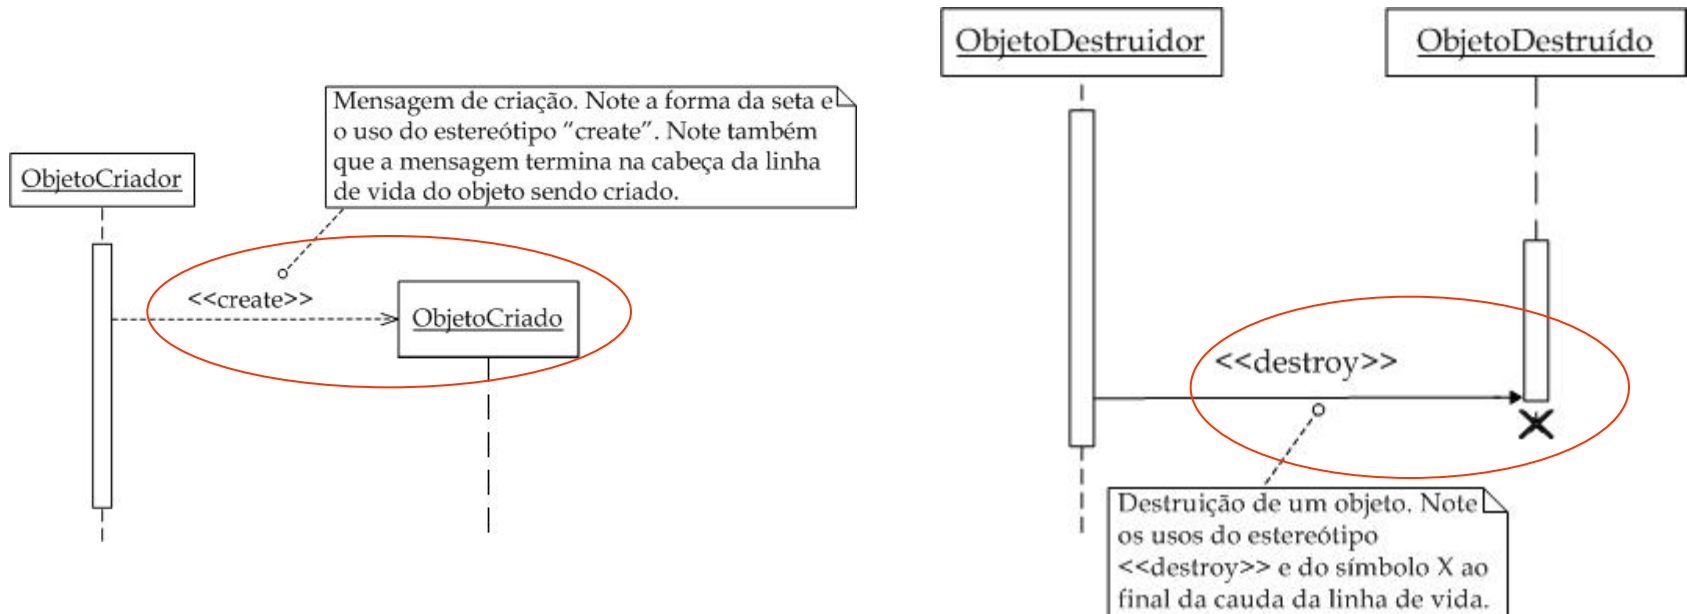 Mensagem de criação. Note a forma da seta e
o uso do estereótipo “create”. Note também
que a mensagem termina na cabeça da linha
de vida do objeto sendo criado.
ObjetoCriador
<<create>>
ObjetoCriado
ObjetoDestruidor
ObjetoDestruído
<<destroy>>
Destruição de um objeto. Note
os usos do estereótipo
<<destroy>> e do símbolo X ao
final da cauda da linha de vida.